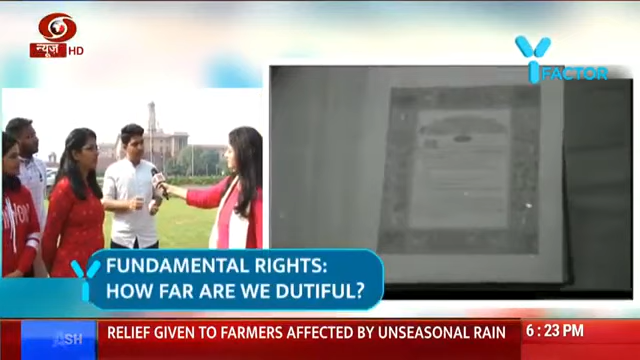 न्यूज़ HD
Y FACTOR
FUNDAMENTAL RIGHTS:
HOW FAR ARE WE DUTIFUL?
ASH
RELIEF GIVEN TO FARMERS AFFECTED BY UNSEASONAL RAIN
6:23 PM